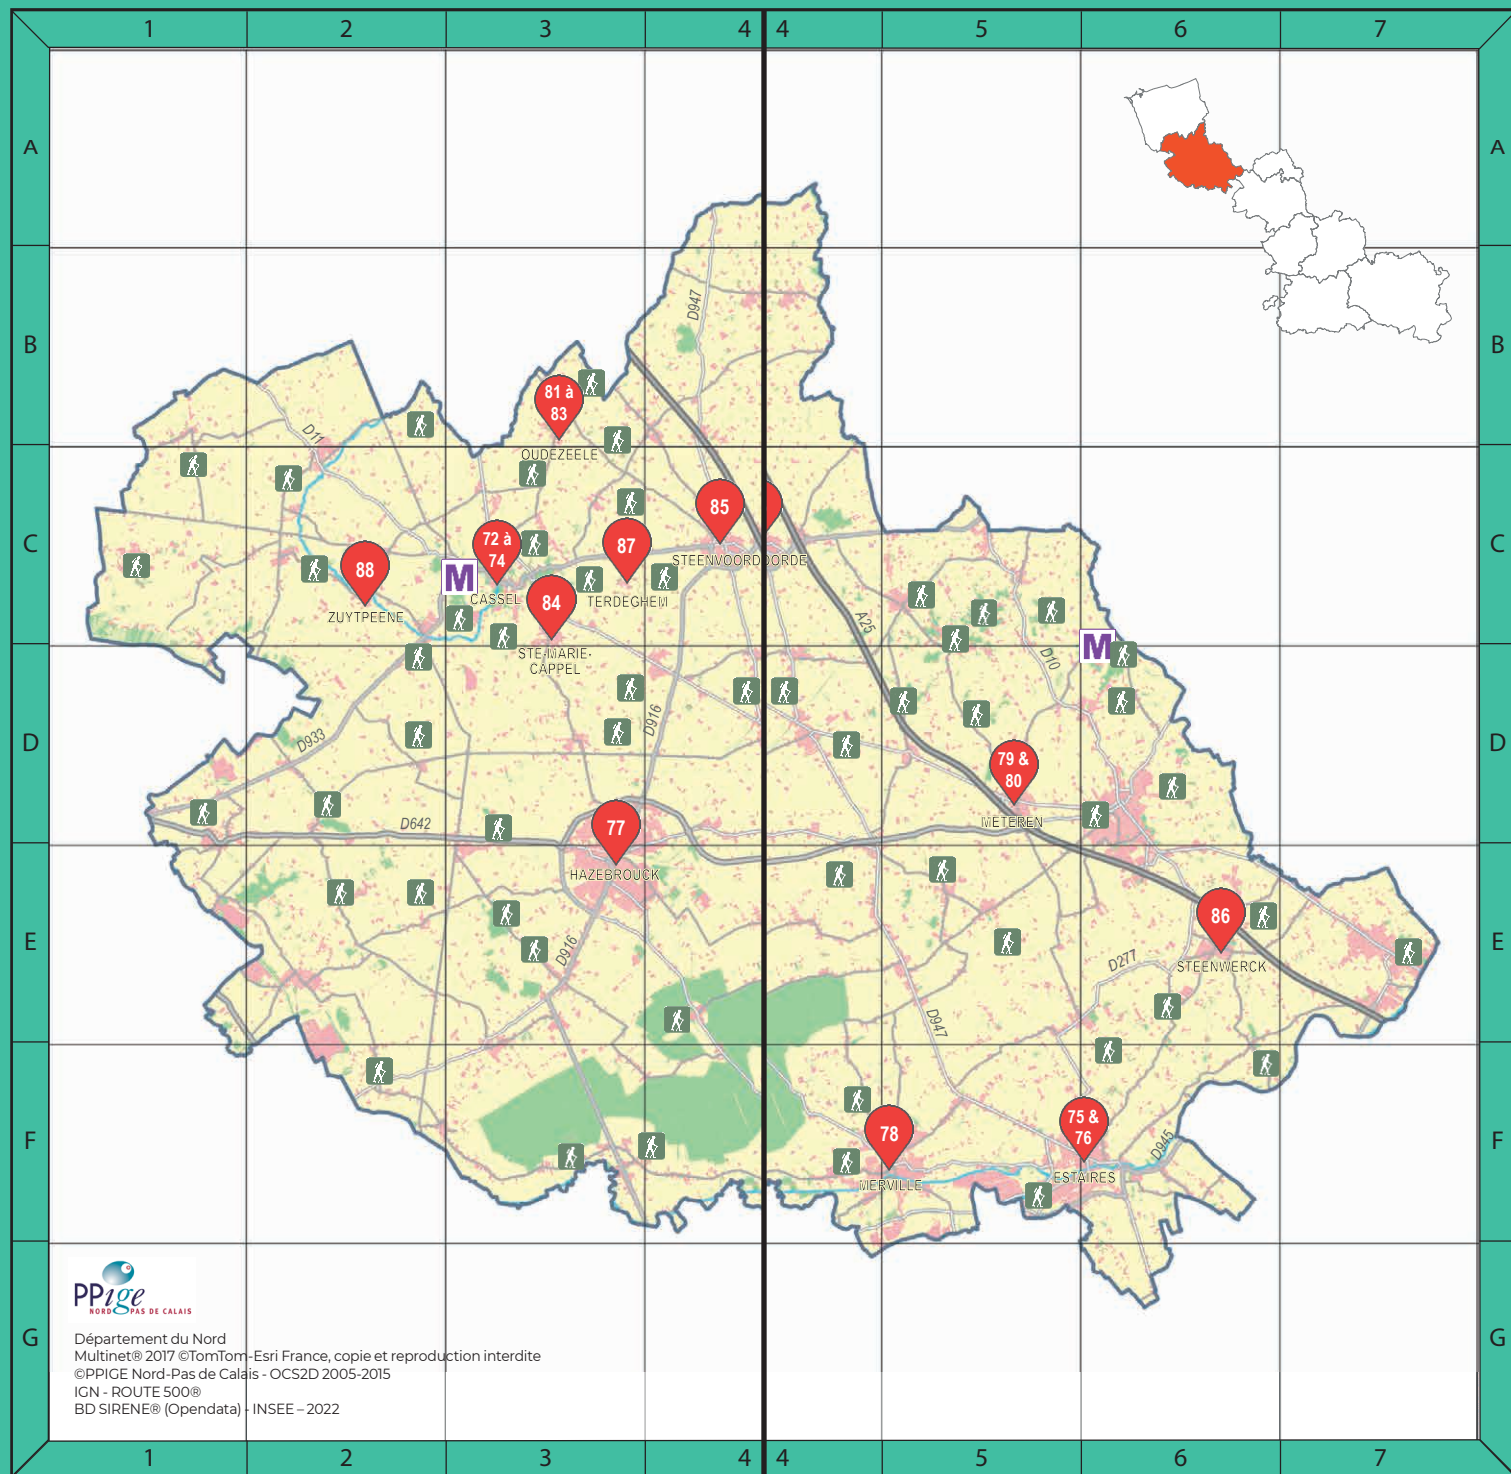 1 2 3 4 4 5 6 7
A A
B B
D947
81 à
83
D11
OUDEZEELE
85
72 à
74
87
C C
STEENVOORDE
OORDE
88
M
CASSEL
84
TERDEGHEM
ZUYTPEENE
A25
M
STE-MARIE-
CAPPEL
D10
D916
D D
D933
79 &
80
METEREN
D642
77
HAZEBROUCK
86
E E
D916
D277
STEENWERCK
D947
75 &
76
78
F F
D945
MERVILLE
ESTAIRES
PPige
NORD PAS DE CALAIS
G G
Département du Nord
Multinet® 2017 ©TomTom-Esri France, copie et reproduction interdite
©PPIGE Nord-Pas de Calais - OCS2D 2005-2015
IGN - ROUTE 500®
BD SIRENE® (Opendata) - INSEE – 2022
1 2 3 4 4 5 6 7